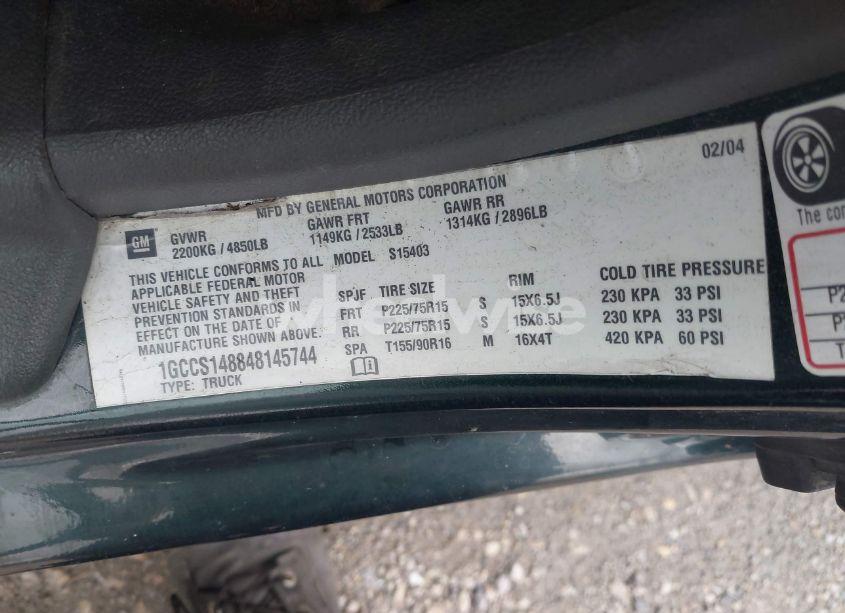 02/04
MFD BY GENERAL MOTORS CORPORATION
GM GVWR GAWR FRT GAWR RR
2200KG / 4850LB 1149KG / 2533LB 1314KG / 2896LB
THIS VEHICLE CONFORMS TO ALL MODEL S15403
APPLICABLE FEDERAL MOTOR
VEHICLE SAFETY AND THEFT SPJF TIRE SIZE RIM COLD TIRE PRESSURE
PREVENTION STANDARDS IN FRT P225/75R15 S 15X6.5J 230 KPA 33 PSI
EFFECT ON THE DATE OF RR P225/75R15 S 15X6.5J 230 KPA 33 PSI
MANUFACTURE SHOWN ABOVE. SPA T155/90R16 M 16X4T 420 KPA 60 PSI
1GCCS148848145744
TYPE: TRUCK
The
P2
P
T